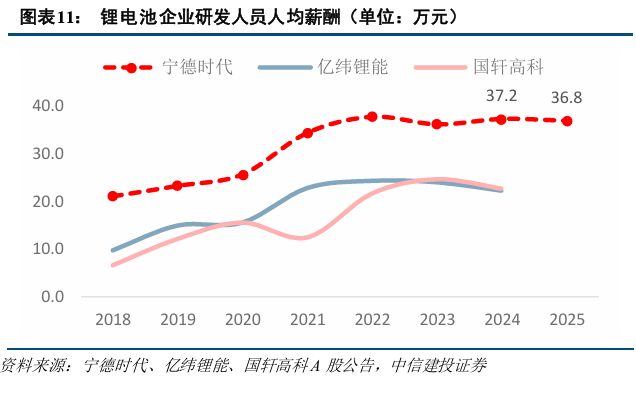 图表11： 锂电池企业研发人员人均薪酬（单位：万元）
宁德时代 亿纬锂能 国轩高科
40.0
30.0
20.0
10.0
0.0
37.2 36.8
2018 2019 2020 2021 2022 2023 2024 2025
资料来源：宁德时代、亿纬锂能、国轩高科A 股公告，中信建投证券